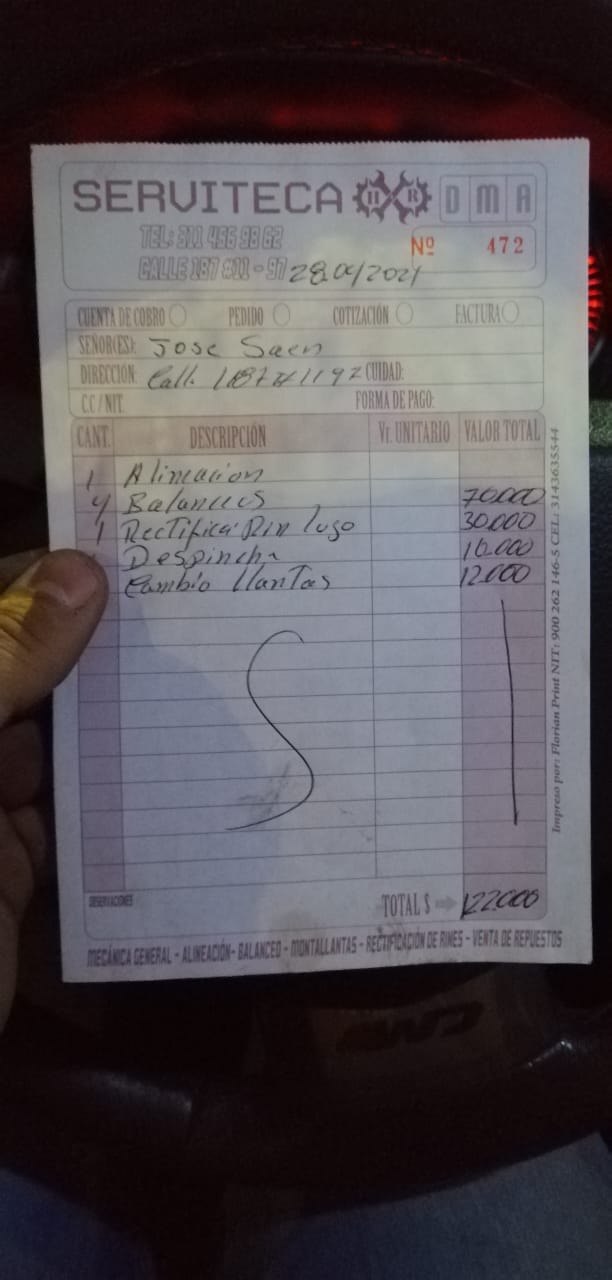 SERVITECA HR DMA
TEL: 311 456 98 62
Nº 472
CALLE 187 #11 - 97 28.04/2021
CUENTA DE COBRO PEDIDO COTIZACIÓN FACTURA
SEÑOR(ES): Jose Saen
DIRECCIÓN: Call. 187 # 11 97 CUIDAD:
C.C / NIT. FORMA DE PAGO:
CANT. DESCRIPCIÓN Vr. UNITARIO VALOR TOTAL
1 Alineacion
4 Balanceos 70.000
1 Rectifica Rin lujo 30.000
Despincha 10.000
Cambio llantas 12.000
OBSERVACIONES
TOTAL $ 122.000
MECÁNICA GENERAL - ALINEACIÓN- BALANCEO - MONTALLANTAS - RECTIFICACIÓN DE RINES - VENTA DE REPUESTOS
Impreso por: Florian Print NIT: 900 262 146-5 CEL: 3143635544